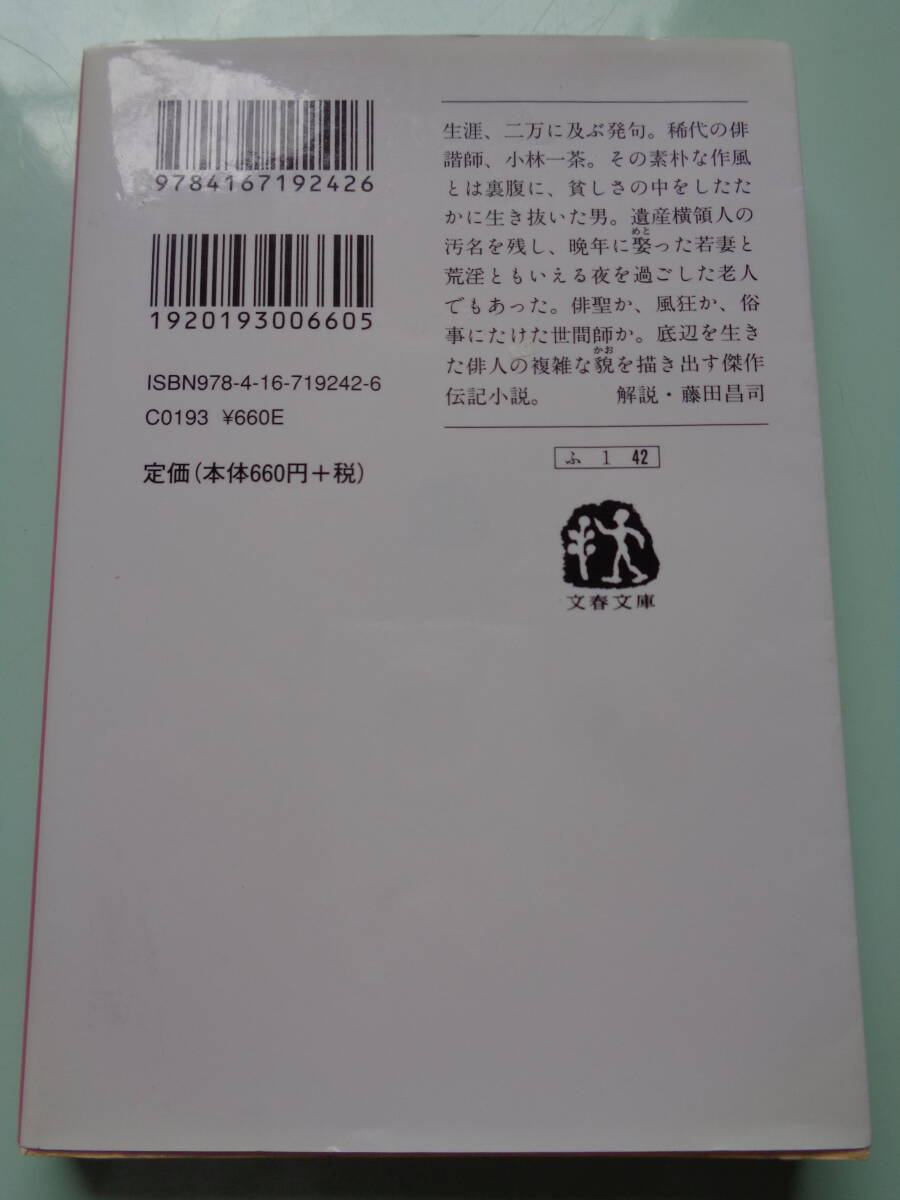 9784167192426
1920193006605
ISBN978-4-16-719242-6
C0193 ¥660E
定価(本体660円+税)
生涯、二万に及ぶ発句。稀代の俳
諧師、小林一茶。その素朴な作風
とは裏腹に、貧しさの中をしたた
かに生き抜いた男。遺産横領人の
めと
汚名を残し、晩年に娶った若妻と
荒淫ともいえる夜を過ごした老人
でもあった。俳聖か、風狂か、俗
事にたけた世間師か。底辺を生き
かお
た俳人の複雑な貌を描き出す傑作
伝記小説。 解説・藤田昌司
ふ 1 42
文春文庫